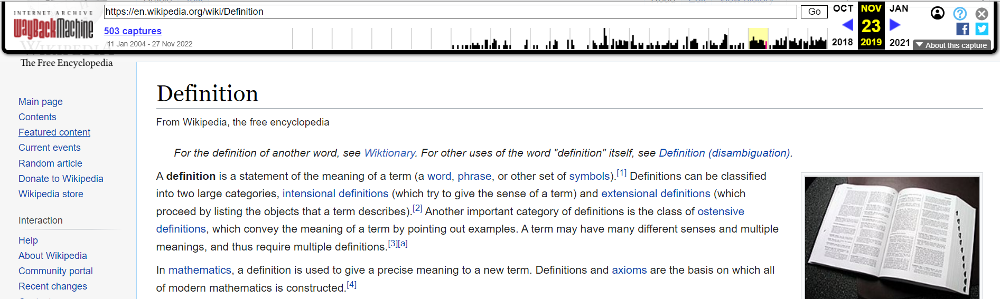 INTERNET ARCHIVE
WayBackMachine
https://en.wikipedia.org/wiki/Definition
Go
OCT NOV JAN
503 captures
23
11 Jan 2004 - 27 Nov 2022
2018 2019 2021
About this capture
WIKIPEDIA
The Free Encyclopedia
Main page
Contents
Featured content
Current events
Random article
Donate to Wikipedia
Wikipedia store
Interaction
Help
About Wikipedia
Community portal
Recent changes
Definition
From Wikipedia, the free encyclopedia
For the definition of another word, see Wiktionary. For other uses of the word "definition" itself, see Definition (disambiguation).
A definition is a statement of the meaning of a term (a word, phrase, or other set of symbols).[1] Definitions can be classified
into two large categories, intensional definitions (which try to give the sense of a term) and extensional definitions (which
proceed by listing the objects that a term describes).[2] Another important category of definitions is the class of ostensive
definitions, which convey the meaning of a term by pointing out examples. A term may have many different senses and multiple
meanings, and thus require multiple definitions.[3][a]
In mathematics, a definition is used to give a precise meaning to a new term. Definitions and axioms are the basis on which all
of modern mathematics is constructed.[4]